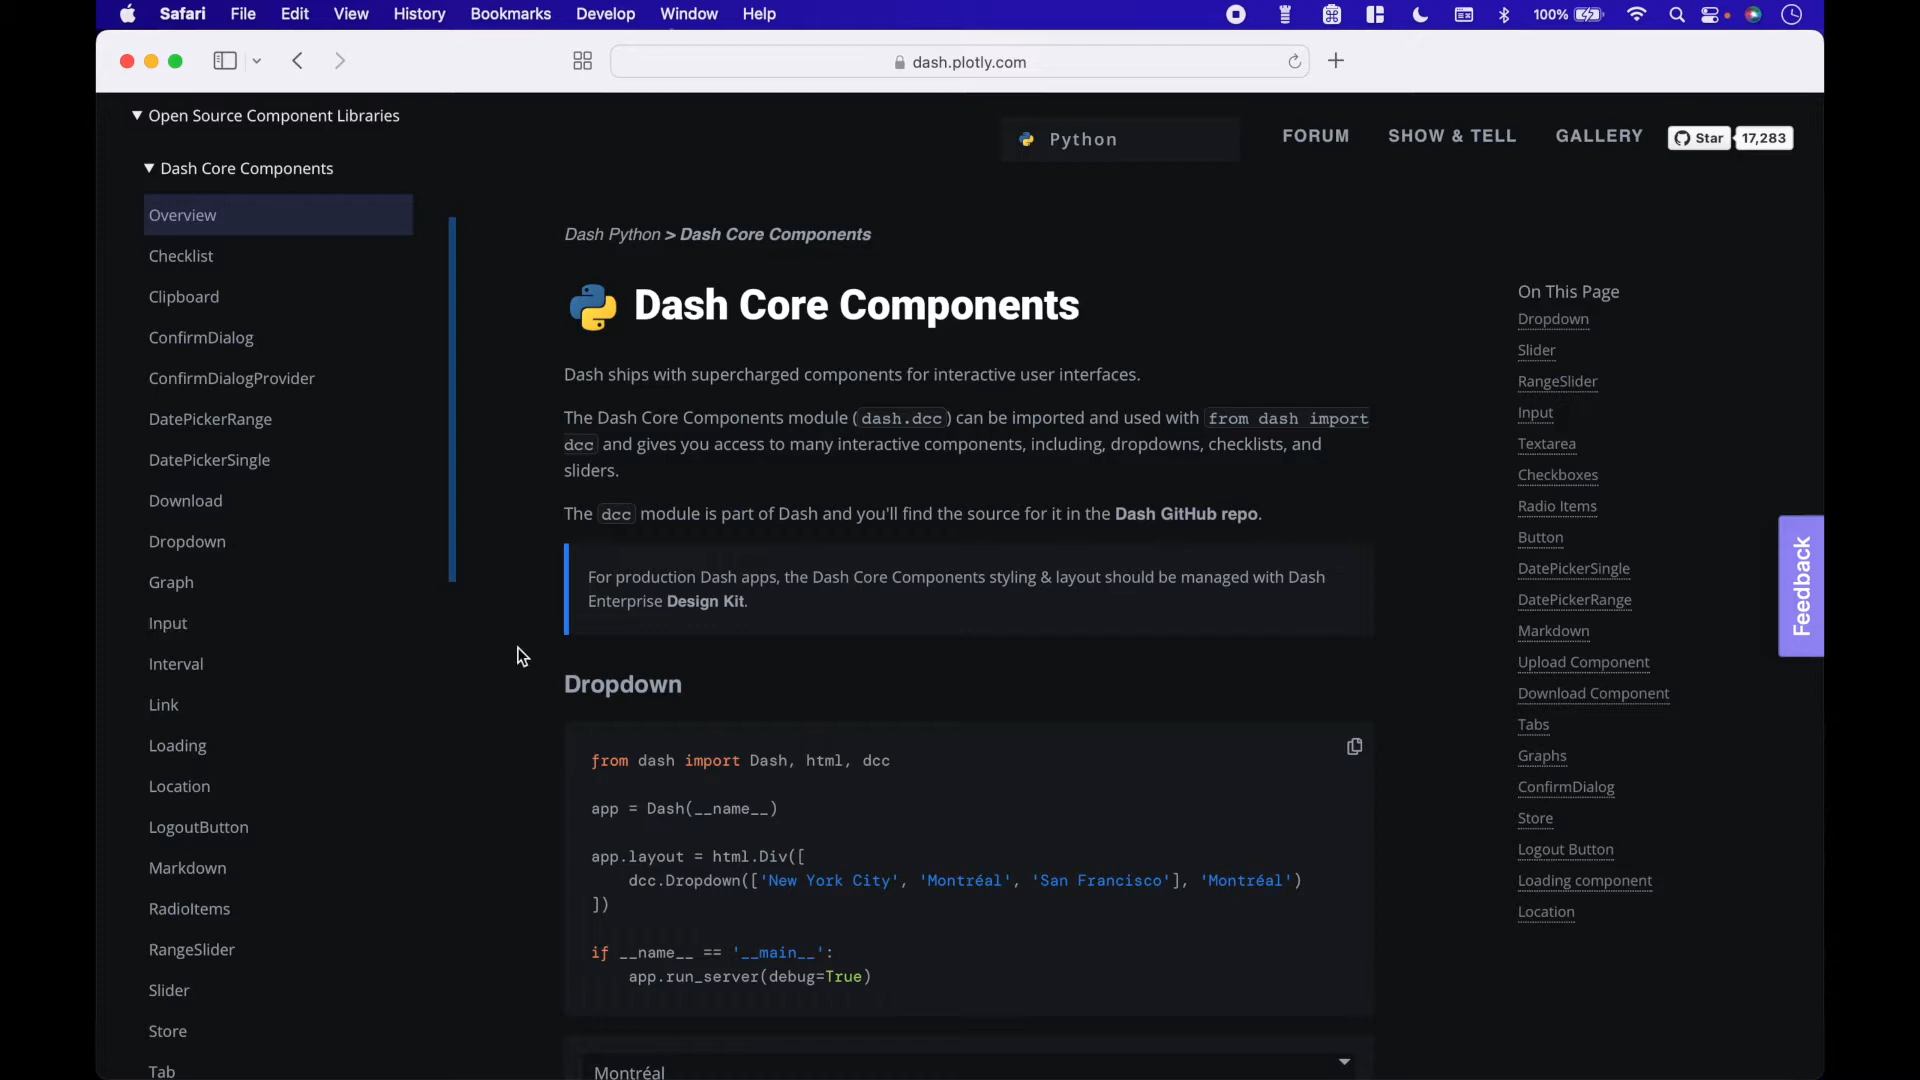 Safari File Edit View History Bookmarks Develop Window Help 100%
dash.plotly.com
▼ Open Source Component Libraries
▼ Dash Core Components
Overview
Checklist
Clipboard
ConfirmDialog
ConfirmDialogProvider
DatePickerRange
DatePickerSingle
Download
Dropdown
Graph
Input
Interval
Link
Loading
Location
LogoutButton
Markdown
RadioItems
RangeSlider
Slider
Store
Tab
Python FORUM SHOW & TELL GALLERY Star 17,283
Dash Python > Dash Core Components
Dash Core Components
Dash ships with supercharged components for interactive user interfaces.
The Dash Core Components module (dash.dcc) can be imported and used with from dash import
dcc and gives you access to many interactive components, including, dropdowns, checklists, and
sliders.
The dcc module is part of Dash and you'll find the source for it in the Dash GitHub repo.
For production Dash apps, the Dash Core Components styling & layout should be managed with Dash
Enterprise Design Kit.
Dropdown
from dash import Dash, html, dcc
app = Dash(__name__)
app.layout = html.Div([
    dcc.Dropdown(['New York City', 'Montréal', 'San Francisco'], 'Montréal')
])
if __name__ == '__main__':
    app.run_server(debug=True)
Montréal
On This Page
Dropdown
Slider
RangeSlider
Input
Textarea
Checkboxes
Radio Items
Button
DatePickerSingle
DatePickerRange
Markdown
Upload Component
Download Component
Tabs
Graphs
ConfirmDialog
Store
Logout Button
Loading component
Location
Feedback